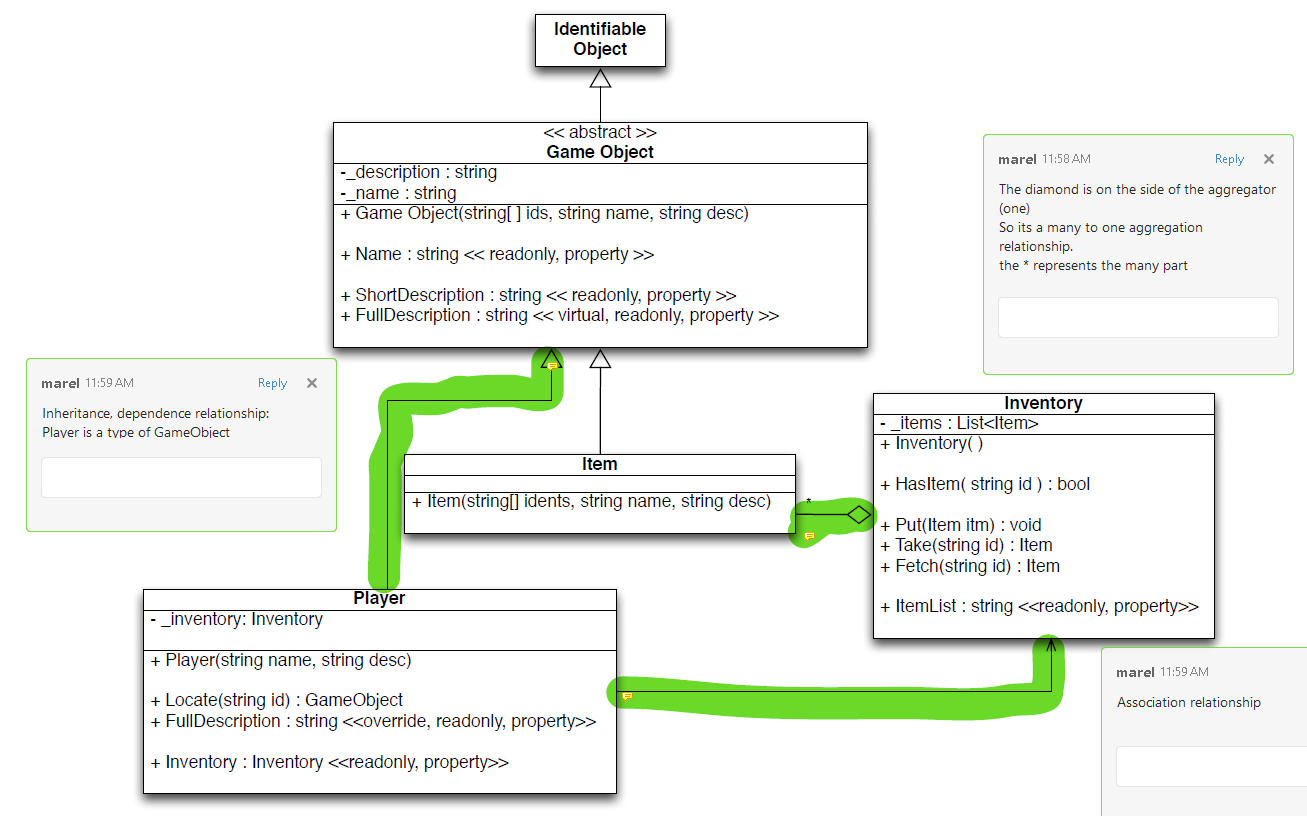 Identifiable
Object
<< abstract >>
Game Object
-_description : string
-_name : string
+ Game Object(string[ ] ids, string name, string desc)
+ Name : string << readonly, property >>
+ ShortDescription : string << readonly, property >>
+ FullDescription : string << virtual, readonly, property >>
marel 11:58 AM Reply
The diamond is on the side of the aggregator
(one)
So its a many to one aggregation
relationship.
the * represents the many part
marel 11:59 AM Reply
Inheritance, dependence relationship:
Player is a type of GameObject
Item
+ Item(string[] idents, string name, string desc)
*
Inventory
- _items : List<Item>
+ Inventory( )
+ HasItem( string id ) : bool
+ Put(Item itm) : void
+ Take(string id) : Item
+ Fetch(string id) : Item
+ ItemList : string <<readonly, property>>
Player
- _inventory: Inventory
+ Player(string name, string desc)
+ Locate(string id) : GameObject
+ FullDescription : string <<override, readonly, property>>
+ Inventory : Inventory <<readonly, property>>
marel 11:59 AM
Association relationship